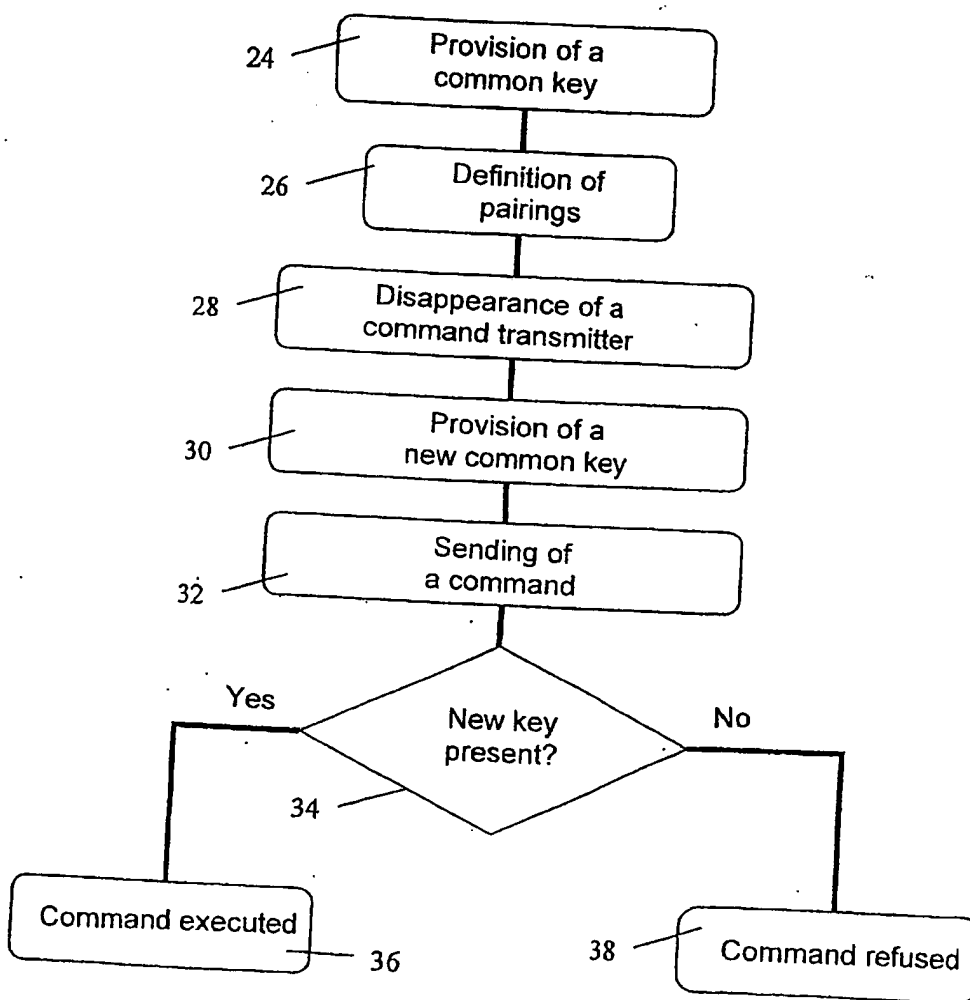 24
Provision of a
common key
26
Definition of
pairings
28
Disappearance of a
command transmitter
30
Provision of a
new common key
32
Sending of
a command
Yes
New key
present?
No
34
Command executed
36
38
Command refused